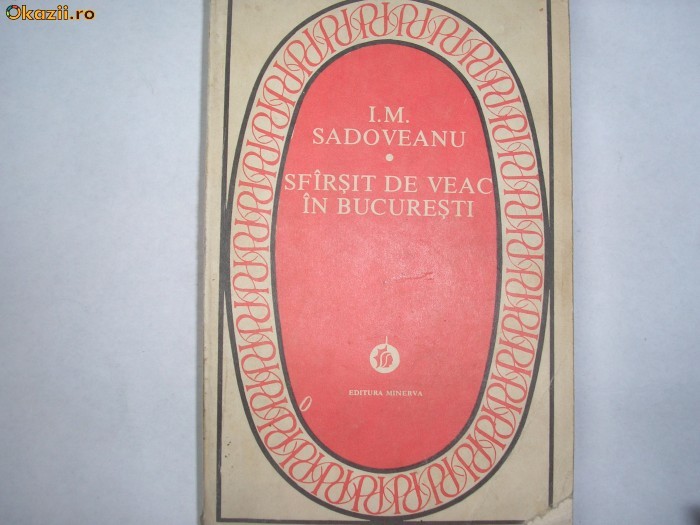 Okazii.ro
I.M.
SADOVEANU
SFÎRŞIT DE VEAC
ÎN BUCUREŞTI
EDITURA MINERVA